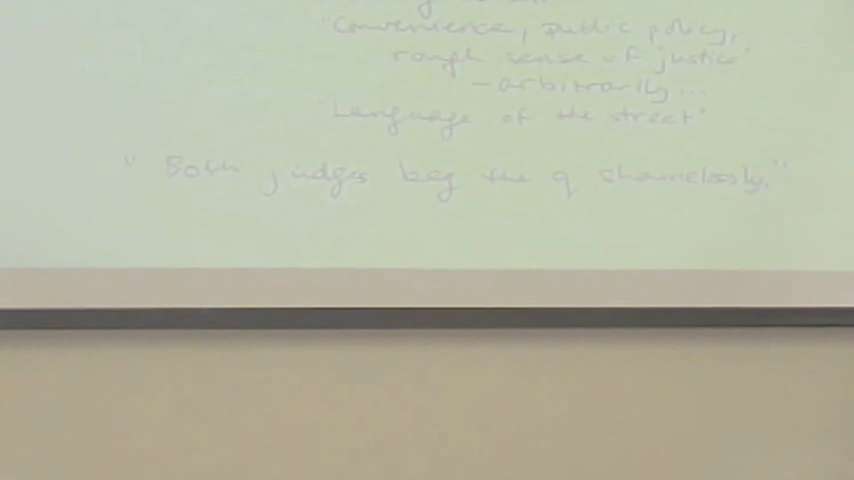 "Convenience, public policy,
rough sense of justice"
- arbitrarily...
"Language of the street"
"Both judges beg the q shamelessly."